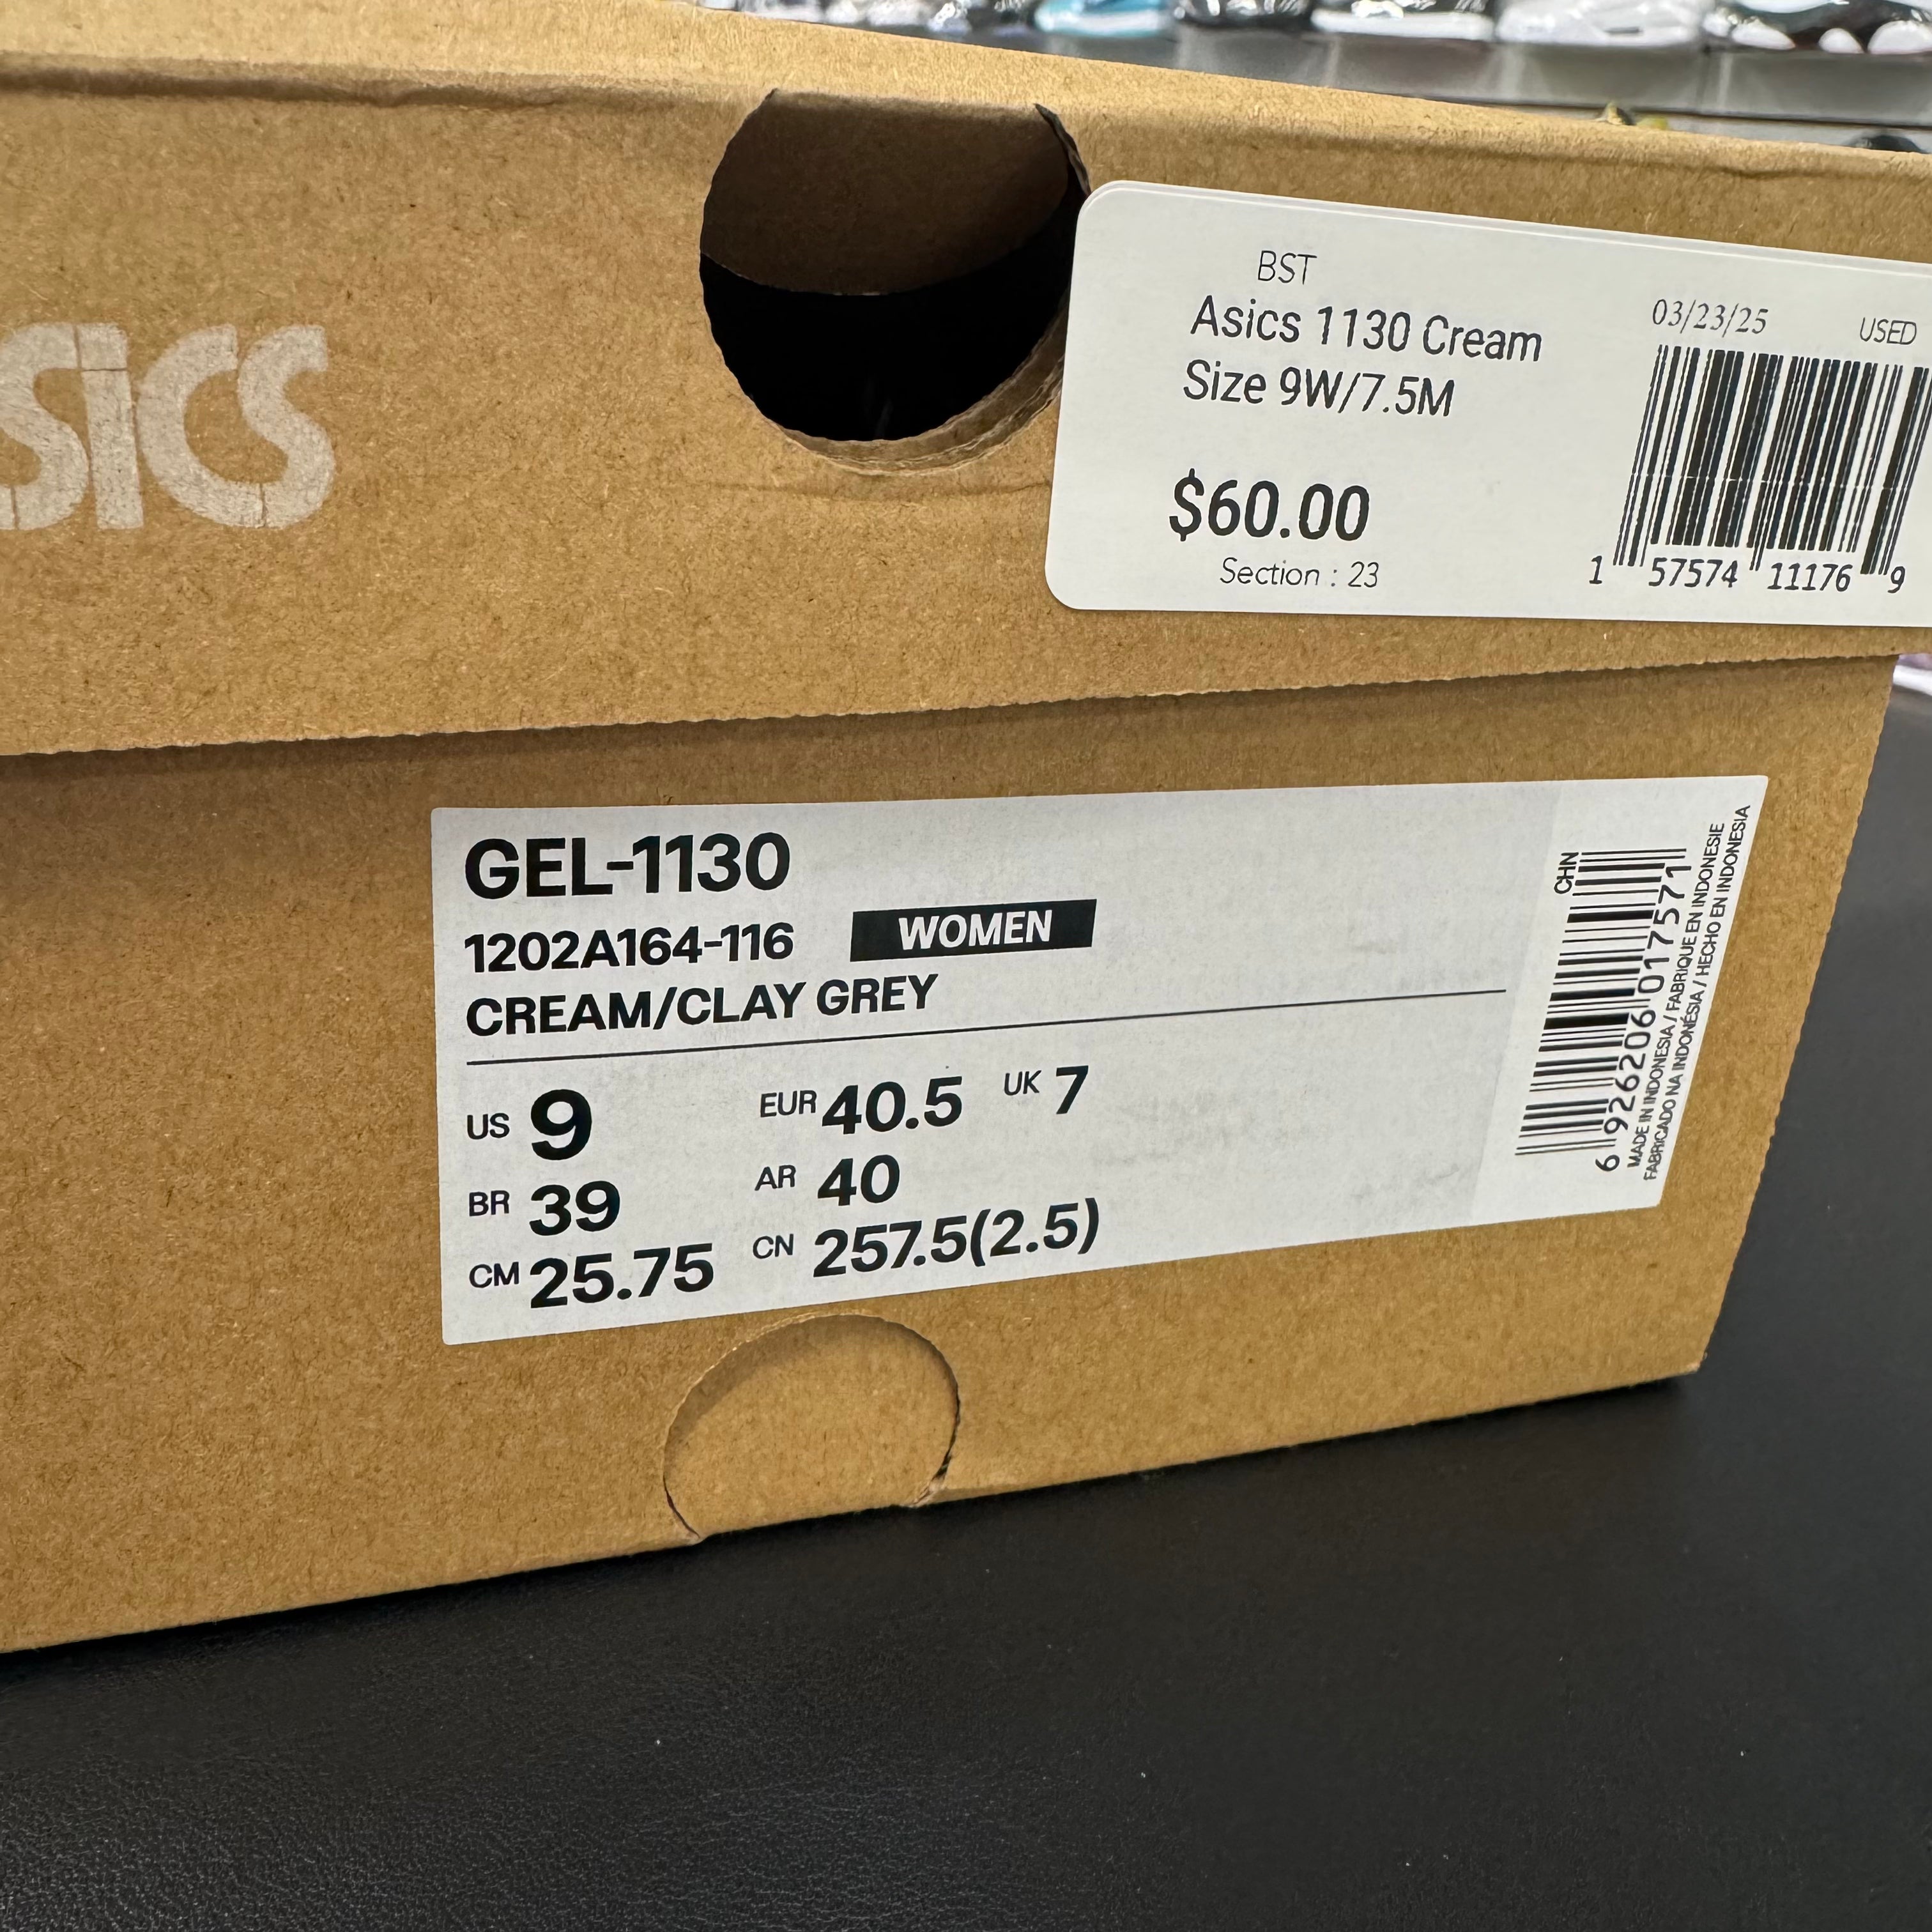 SICS
BST
Asics 1130 Cream
Size 9W/7.5M
$60.00
Section : 23
03/23/25
USED
1 57574 11176 9
GEL-1130
1202A164-116 WOMEN
CREAM/CLAY GREY
US 9 EUR 40.5 UK 7
BR 39 AR 40
CM 25.75 CN 257.5(2.5)
CHN
6 926206 017571
MADE IN INDONESIA / FABRIQUE EN INDONESIE
FABRICADO NA INDONÉSIA / HECHO EN INDONESIA